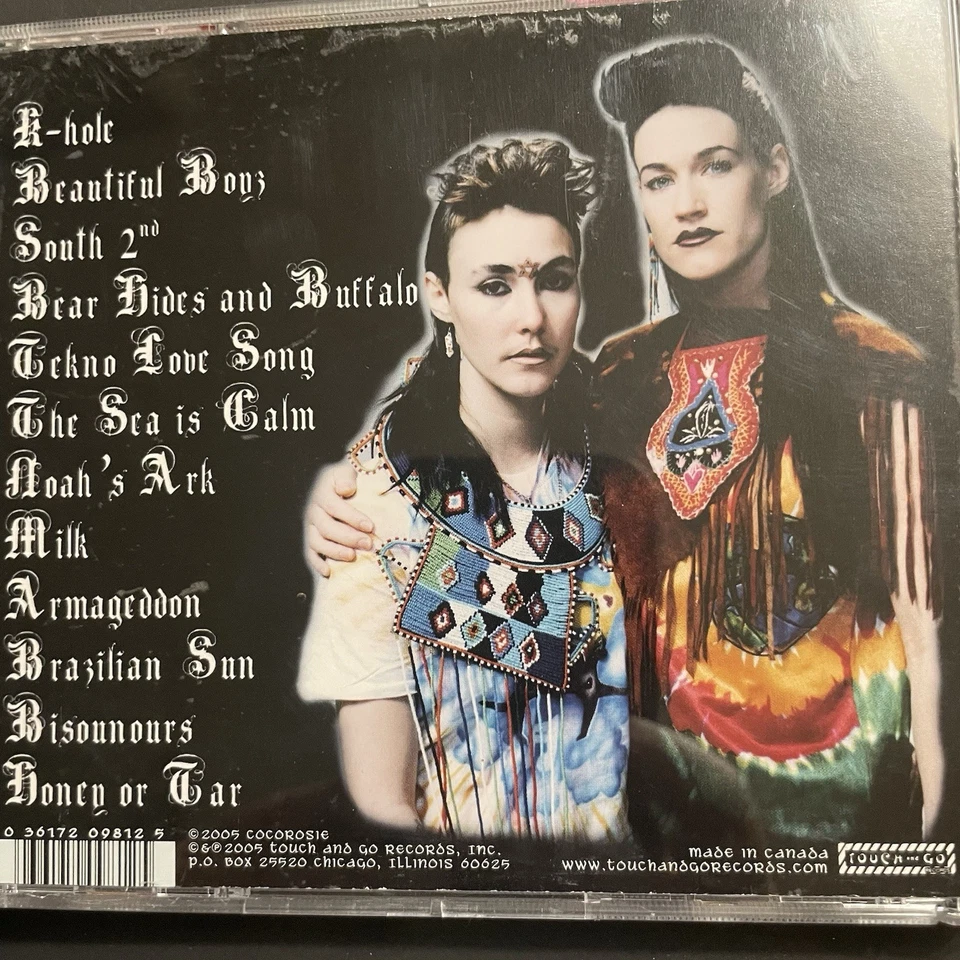 K-hole
Beautiful Boyz
South 2nd
Bear Hides and Buffalo
Tekno Love Song
The Sea is Calm
Noah's Ark
Milk
Armageddon
Brazilian Sun
Bisounours
Honey or Tar
0 36172 09812 5
©2005 COCOROSIE
©&℗2005 TOUCH AND GO RECORDS, INC.
P.O. BOX 25520 CHICAGO, ILLINOIS 60625
MADE IN CANADA
www.TOUCHANDGORECORDS.COM
TOUCH AND GO